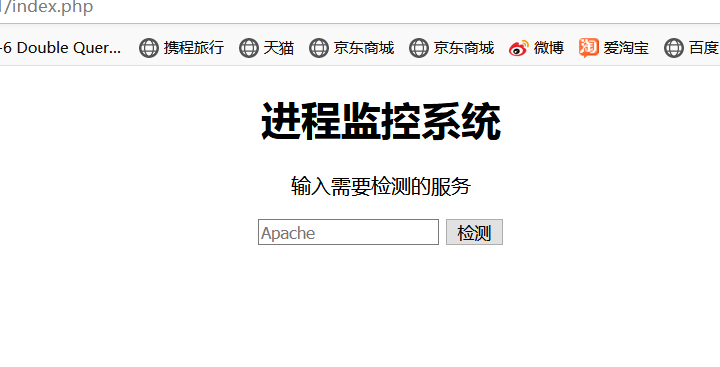 /index.php
-6 Double Quer... 携程旅行 天猫 京东商城 京东商城 微博 淘 爱淘宝 百度
进程监控系统
输入需要检测的服务
Apache 检测